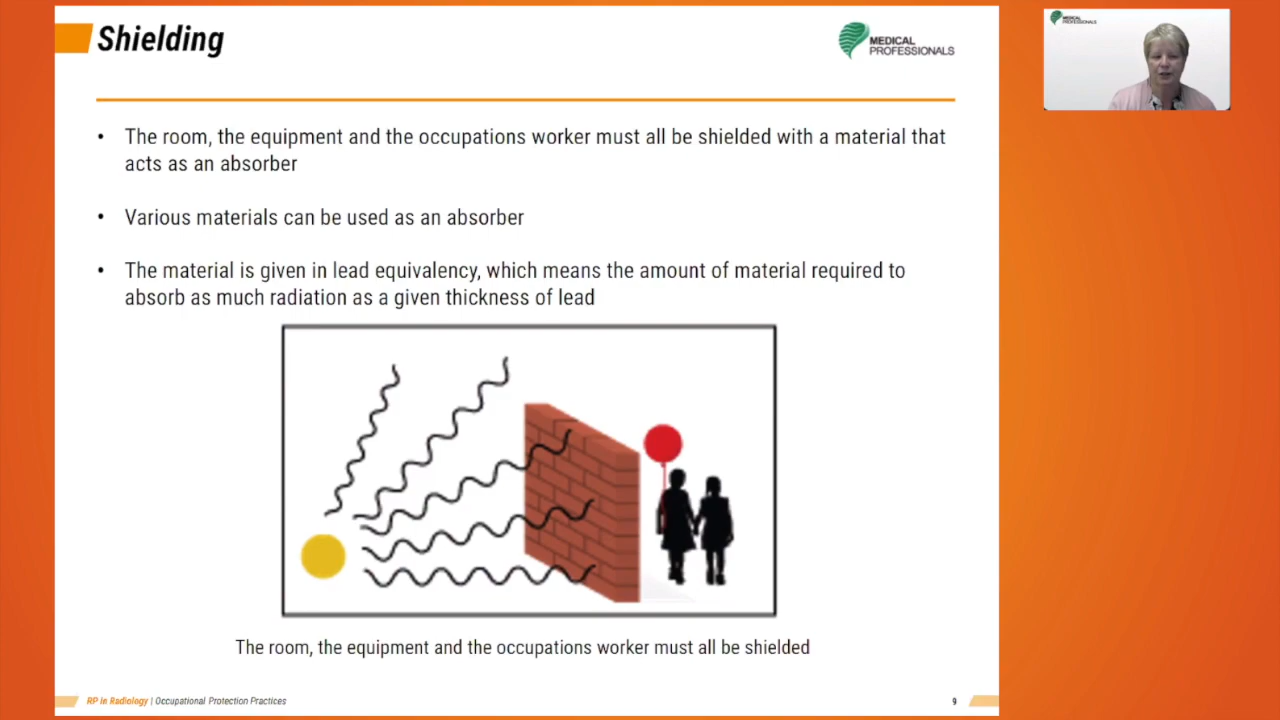 Shielding
MEDICAL
PROFESSIONALS
MEDICAL
PROFESSIONALS
• The room, the equipment and the occupations worker must all be shielded with a material that
acts as an absorber
• Various materials can be used as an absorber
• The material is given in lead equivalency, which means the amount of material required to
absorb as much radiation as a given thickness of lead
The room, the equipment and the occupations worker must all be shielded
RP in Radiology | Occupational Protection Practices
9